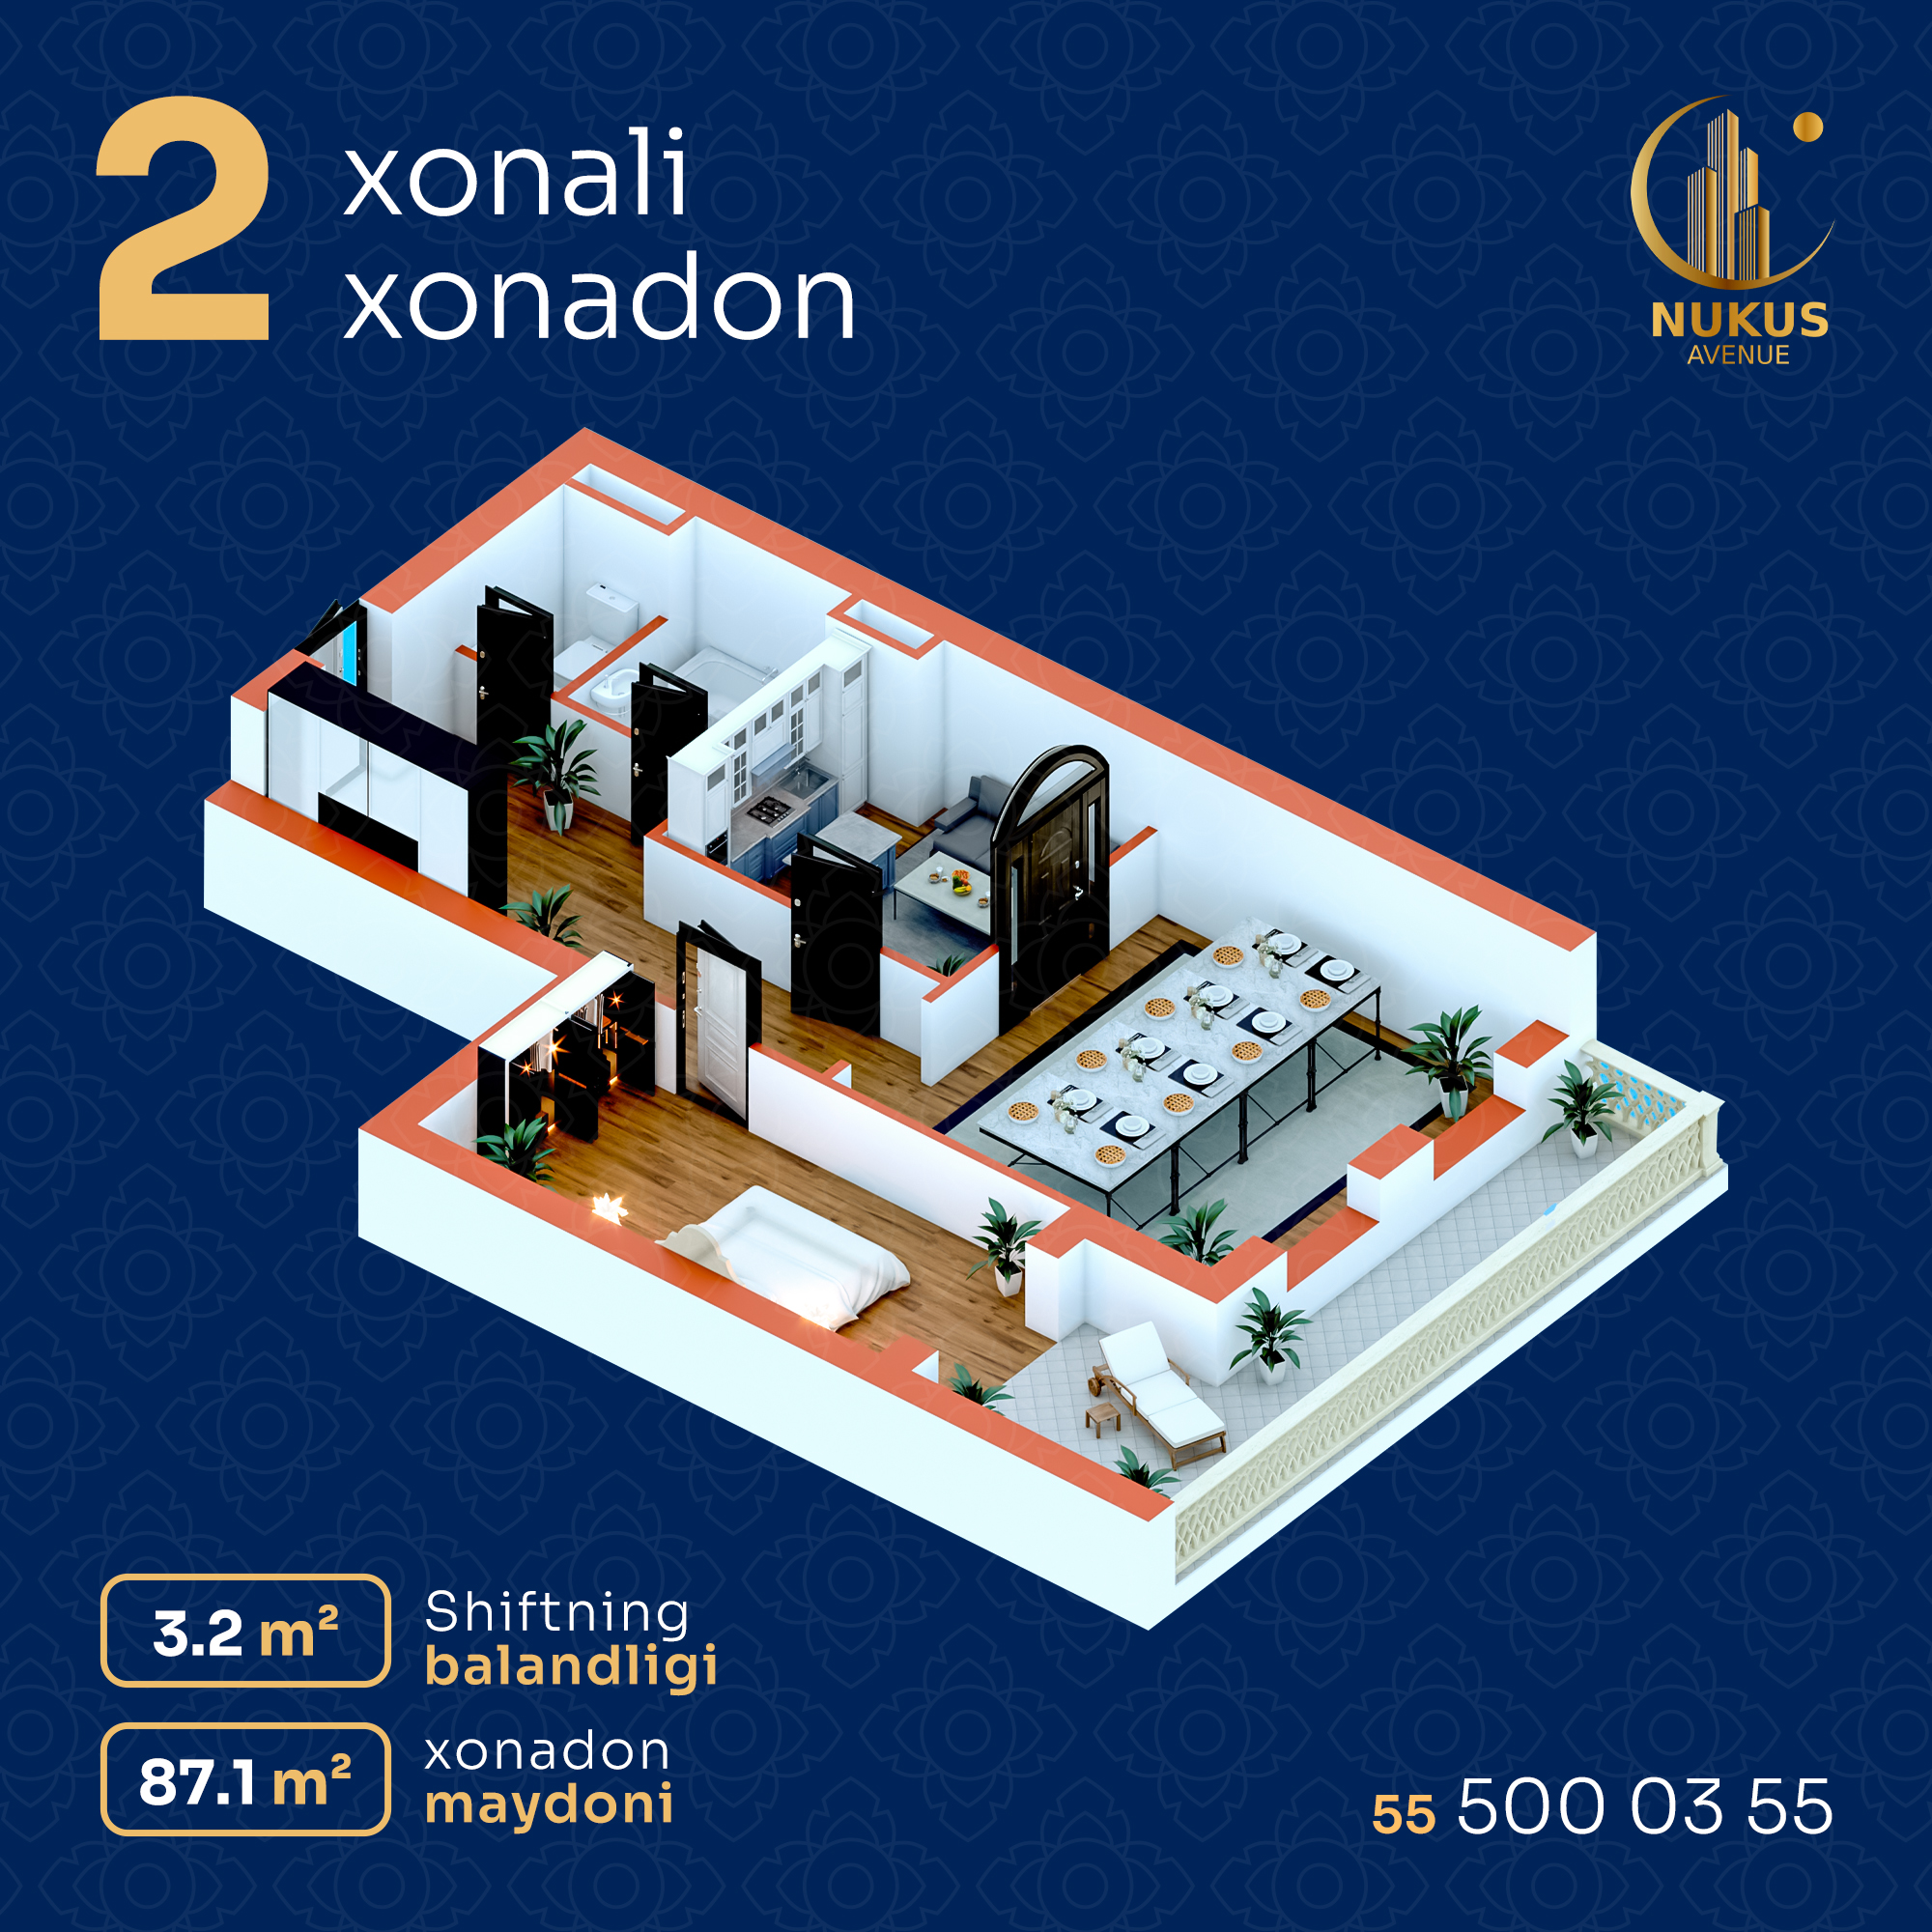 2 xonali
xonadon
NUKUS
AVENUE
3.2 m²
Shiftning
balandligi
87.1 m²
xonadon
maydoni
55 500 03 55